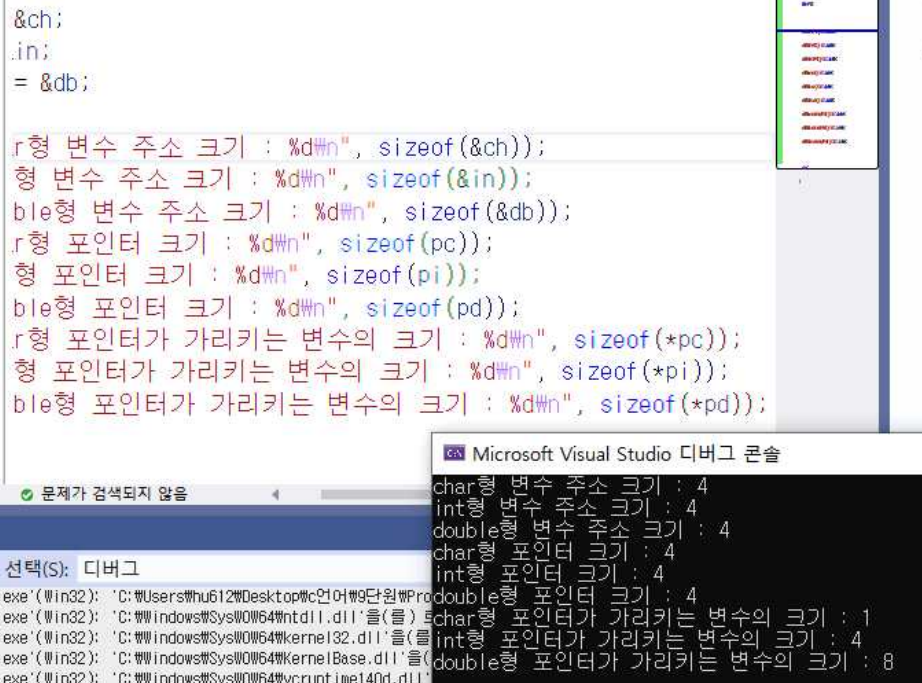 &ch;
in;
= &db;
r형 변수 주소 크기 : %d₩n", sizeof(&ch));
형 변수 주소 크기 : %d₩n", sizeof(&in));
ble형 변수 주소 크기 : %d₩n", sizeof(&db));
r형 포인터 크기 : %d₩n", sizeof(pc));
형 포인터 크기 : %d₩n", sizeof(pi));
ble형 포인터 크기 : %d₩n", sizeof(pd));
r형 포인터가 가리키는 변수의 크기 : %d₩n", sizeof(*pc));
형 포인터가 가리키는 변수의 크기 : %d₩n", sizeof(*pi));
ble형 포인터가 가리키는 변수의 크기 : %d₩n", sizeof(*pd));
문제가 검색되지 않음
Microsoft Visual Studio 디버그 콘솔
char형 변수 주소 크기 : 4
int형 변수 주소 크기 : 4
double형 변수 주소 크기 : 4
char형 포인터 크기 : 4
int형 포인터 크기 : 4
double형 포인터 크기 : 4
char형 포인터가 가리키는 변수의 크기 : 1
int형 포인터가 가리키는 변수의 크기 : 4
double형 포인터가 가리키는 변수의 크기 : 8
선택(S): 디버그
exe'(Win32): 'C:₩Users₩hu612₩Desktop₩c언어₩9단원₩Pro
exe'(Win32): 'C:₩Windows₩SysWOW64₩ntdll.dll'을(를)
exe'(Win32): 'C:₩Windows₩SysWOW64₩kernel32.dll'을(를
exe'(Win32): 'C:₩Windows₩SysWOW64₩KernelBase.dll'을(
exe'(Win32): 'C:₩Windows₩SysWOW64₩vcruntime140d.dll'